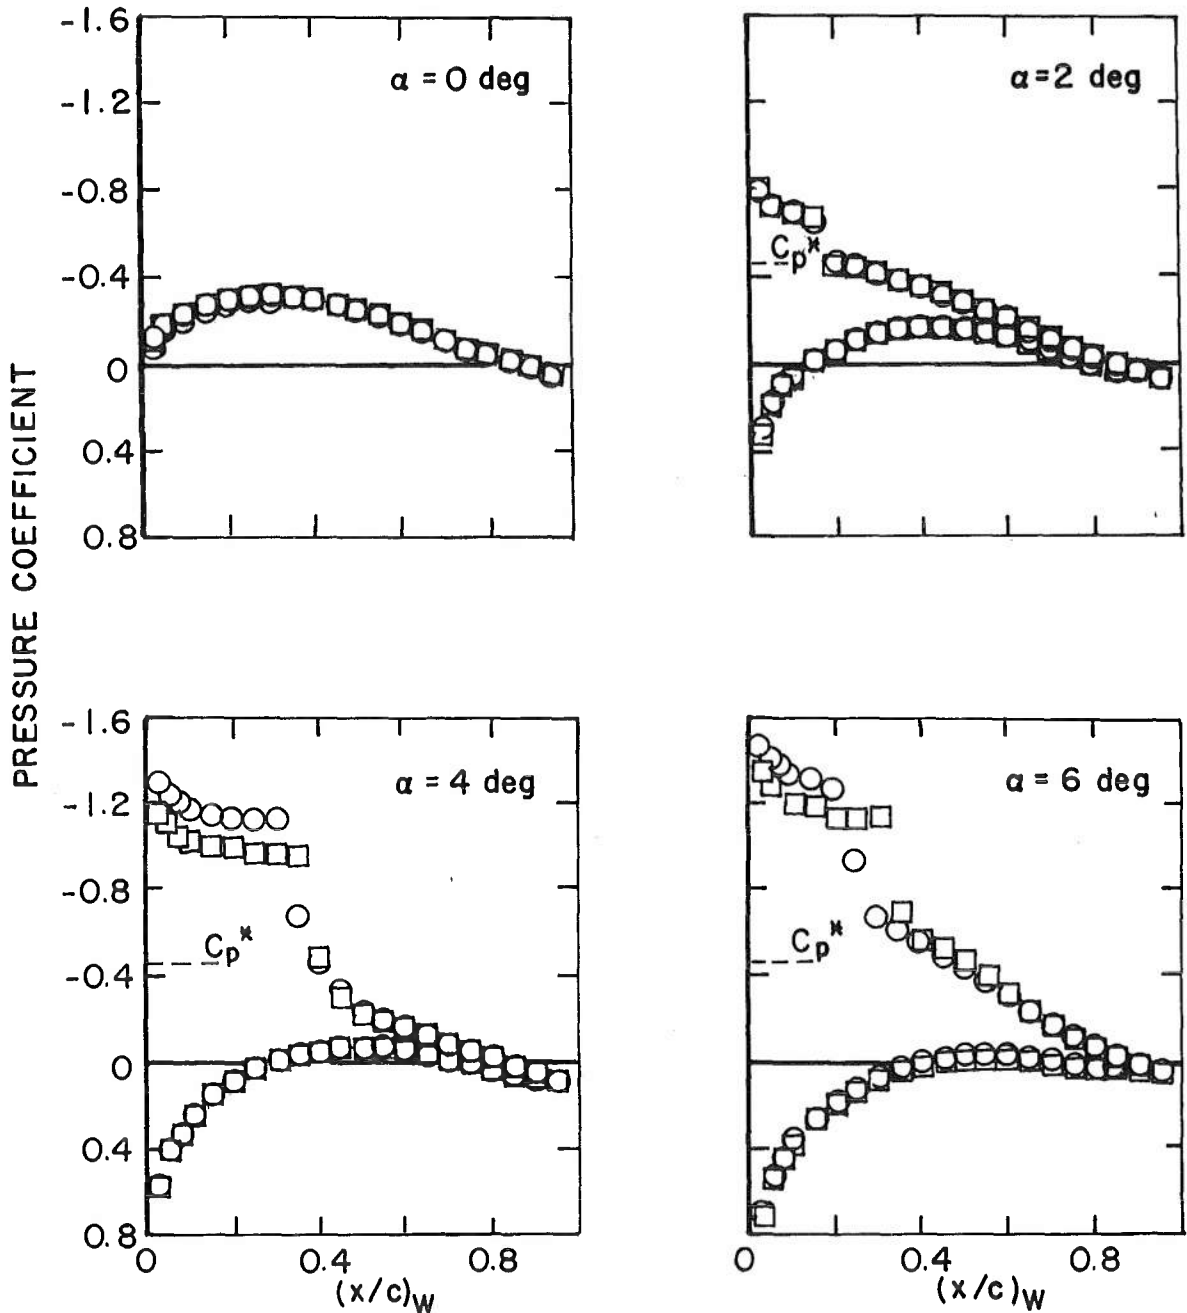 PRESSURE COEFFICIENT
-1.6
-1.2
-0.8
-0.4
0
0.4
0.8
α = 0 deg
α=2 deg
Cp*
-1.6
-1.2
-0.8
-0.4
0
0.4
0.8
α = 4 deg
Cp*
0
0.4
0.8
(x/c)W
α = 6 deg
Cp*
0
0.4
0.8
(x/c)W